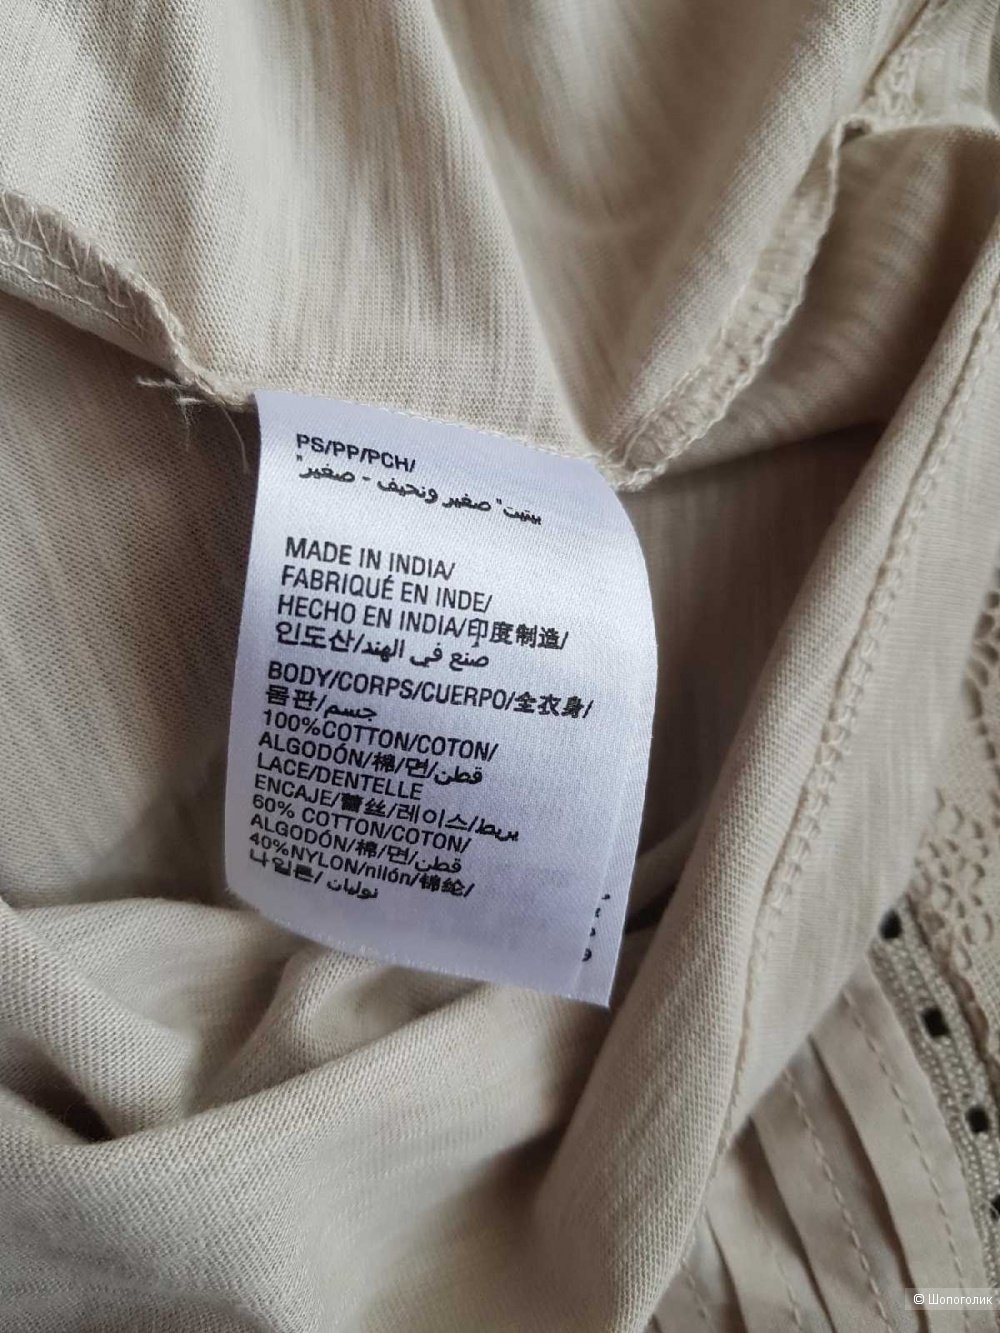 PS/PP/PCH/
"بيتيت" صغير ونحيف - صغير
MADE IN INDIA/
FABRIQUÉ EN INDE/
HECHO EN INDIA/印度制造/
인도산/صنع في الهند
BODY/CORPS/CUERPO/全衣身/
몸판/جسم
100%COTTON/COTON/
ALGODÓN/棉/면/قطن
LACE/DENTELLE
ENCAJE/蕾丝/레이스/
60% COTTON/COTON/
ALGODÓN/棉/면/قطن
40%NYLON/nilón/锦纶/
나일론/
© Шопоголик